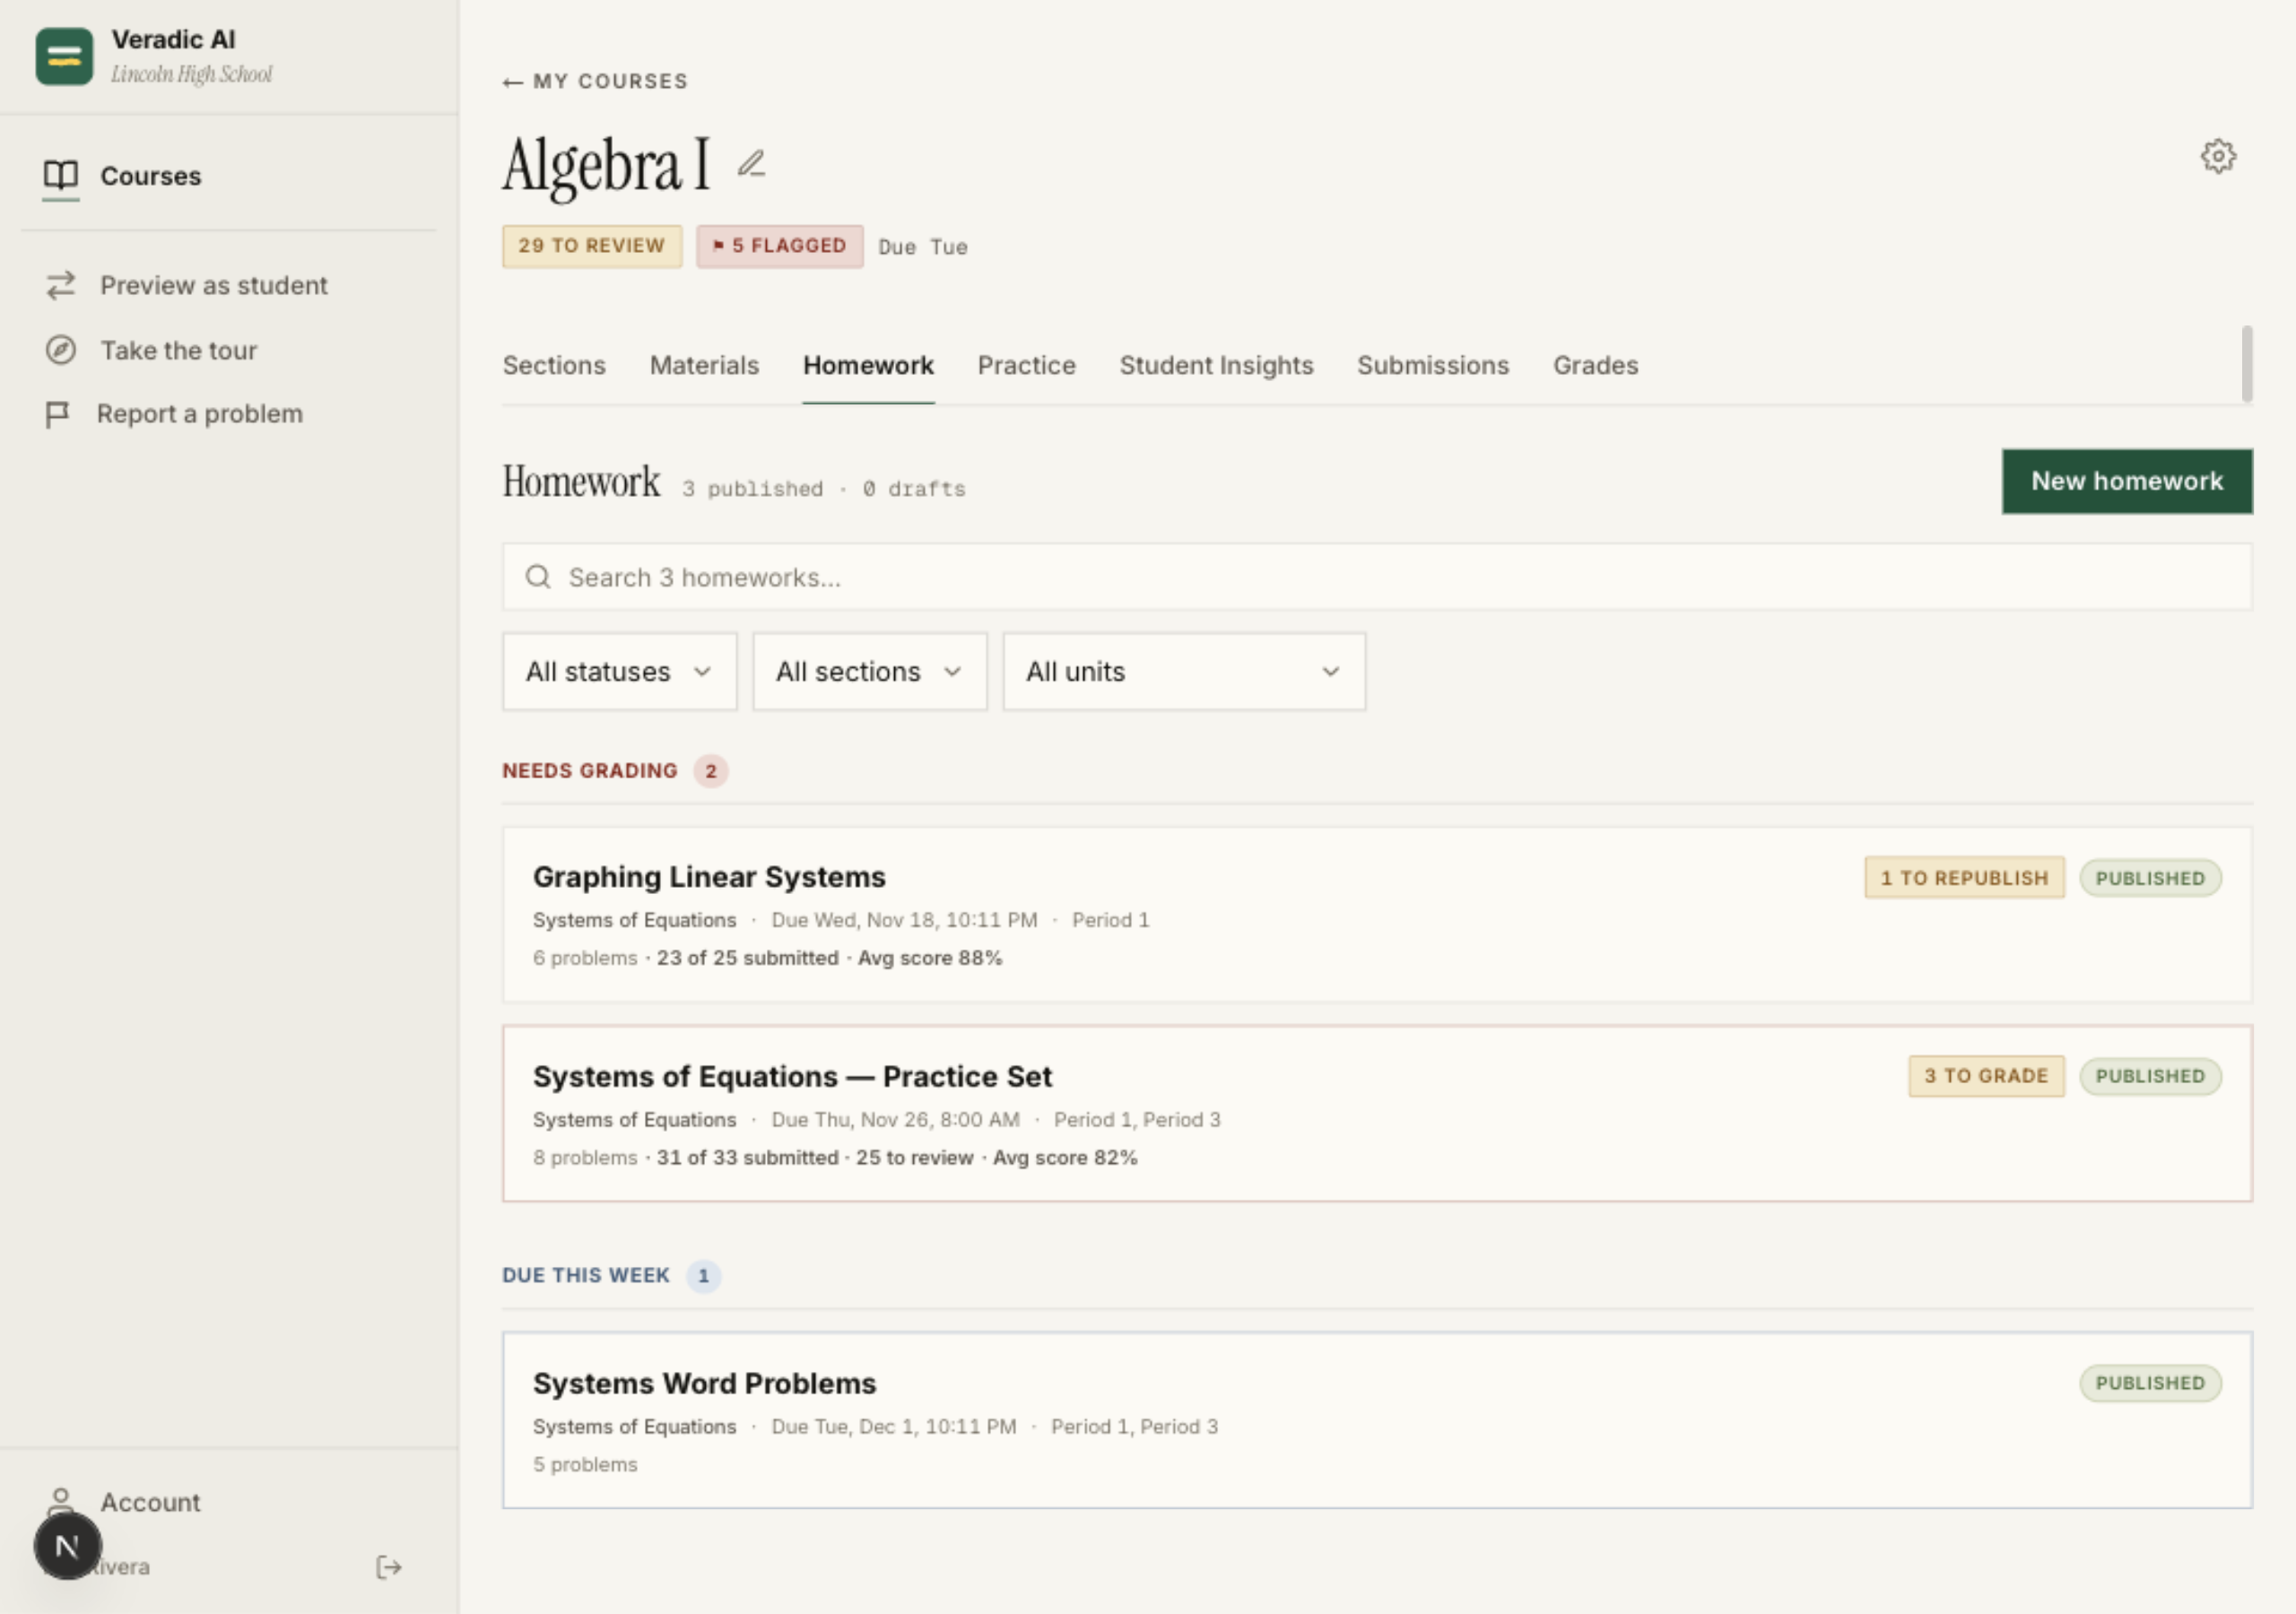 Veradic AI
Lincoln High School
Courses
Preview as student
Take the tour
Report a problem
Account
N
ivera
← MY COURSES
Algebra I
29 TO REVIEW
5 FLAGGED
Due Tue
Sections Materials Homework Practice Student Insights Submissions Grades
Homework 3 published · 0 drafts
New homework
Search 3 homeworks...
All statuses All sections All units
NEEDS GRADING 2
Graphing Linear Systems
1 TO REPUBLISH PUBLISHED
Systems of Equations · Due Wed, Nov 18, 10:11 PM · Period 1
6 problems · 23 of 25 submitted · Avg score 88%
Systems of Equations — Practice Set
3 TO GRADE PUBLISHED
Systems of Equations · Due Thu, Nov 26, 8:00 AM · Period 1, Period 3
8 problems · 31 of 33 submitted · 25 to review · Avg score 82%
DUE THIS WEEK 1
Systems Word Problems
PUBLISHED
Systems of Equations · Due Tue, Dec 1, 10:11 PM · Period 1, Period 3
5 problems